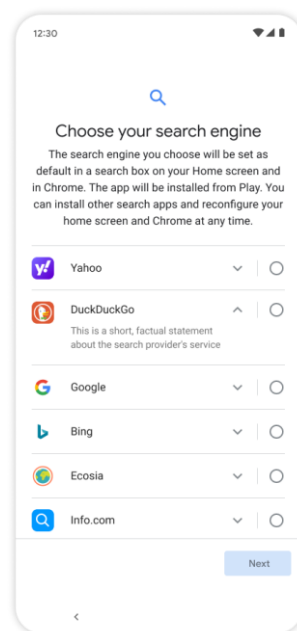 12:30
Choose your search engine
The search engine you choose will be set as
default in a search box on your Home screen and
in Chrome. The app will be installed from Play. You
can install other search apps and reconfigure your
home screen and Chrome at any time.
y!
Yahoo
DuckDuckGo
This is a short, factual statement
about the search provider's service
G
Google
b
Bing
Ecosia
Info.com
Next